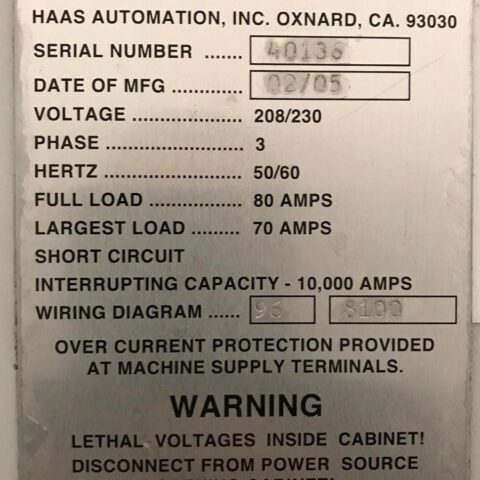 HAAS AUTOMATION, INC. OXNARD, CA. 93030
SERIAL NUMBER ....... 40136
DATE OF MFG ............. 02/05
VOLTAGE .................... 208/230
PHASE ......................... 3
HERTZ ......................... 50/60
FULL LOAD .................. 80 AMPS
LARGEST LOAD .......... 70 AMPS
SHORT CIRCUIT
INTERRUPTING CAPACITY - 10,000 AMPS
WIRING DIAGRAM ...... 96 8100
OVER CURRENT PROTECTION PROVIDED
AT MACHINE SUPPLY TERMINALS.
WARNING
LETHAL VOLTAGES INSIDE CABINET!
DISCONNECT FROM POWER SOURCE